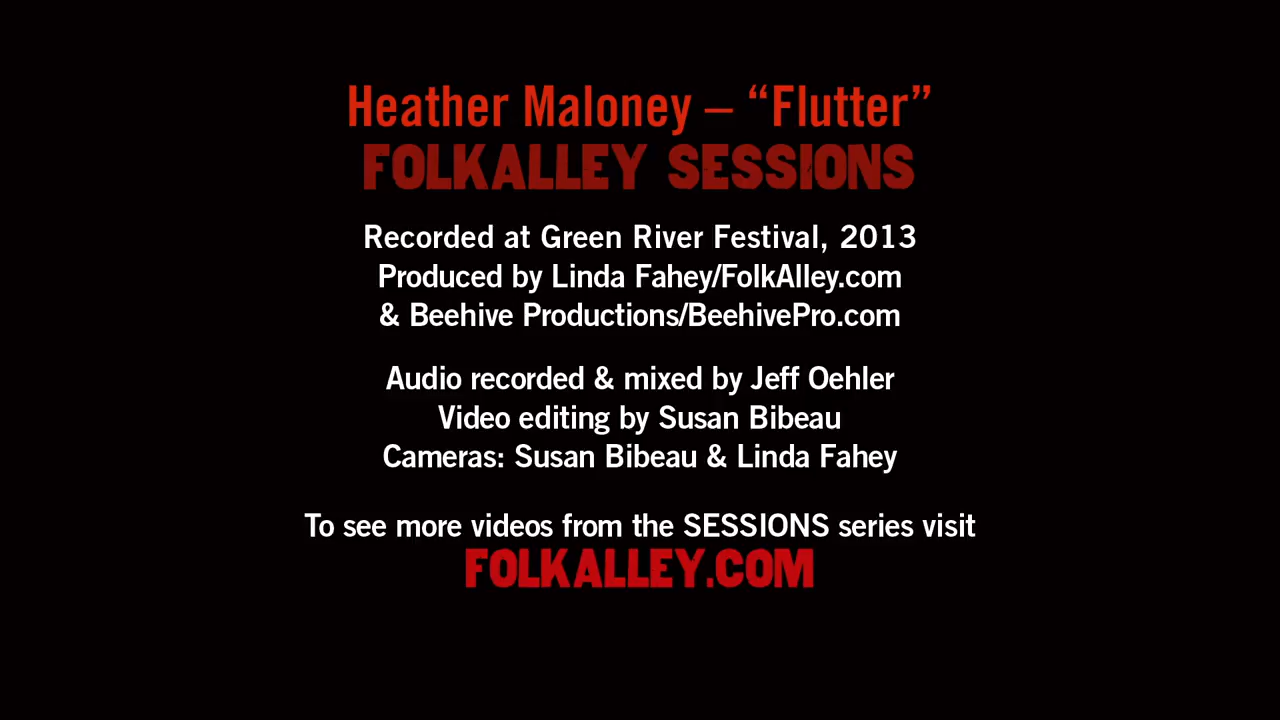 Heather Maloney – “Flutter”
FOLKALLEY SESSIONS
Recorded at Green River Festival, 2013
Produced by Linda Fahey/FolkAlley.com
& Beehive Productions/BeehivePro.com
Audio recorded & mixed by Jeff Oehler
Video editing by Susan Bibeau
Cameras: Susan Bibeau & Linda Fahey
To see more videos from the SESSIONS series visit
FOLKALLEY.COM